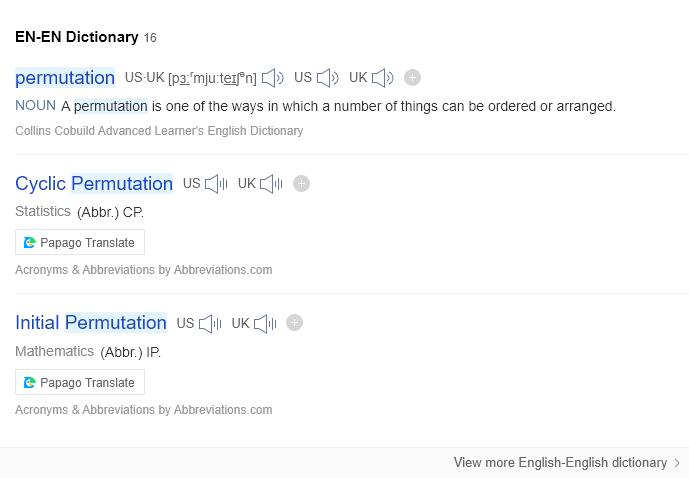 EN-EN Dictionary 16
permutation US·UK [pɜːˈmjuːteɪʃᵊn] US UK
NOUN A permutation is one of the ways in which a number of things can be ordered or arranged.
Collins Cobuild Advanced Learner's English Dictionary
Cyclic Permutation US UK
Statistics (Abbr.) CP.
Papago Translate
Acronyms & Abbreviations by Abbreviations.com
Initial Permutation US UK
Mathematics (Abbr.) IP.
Papago Translate
Acronyms & Abbreviations by Abbreviations.com
View more English-English dictionary